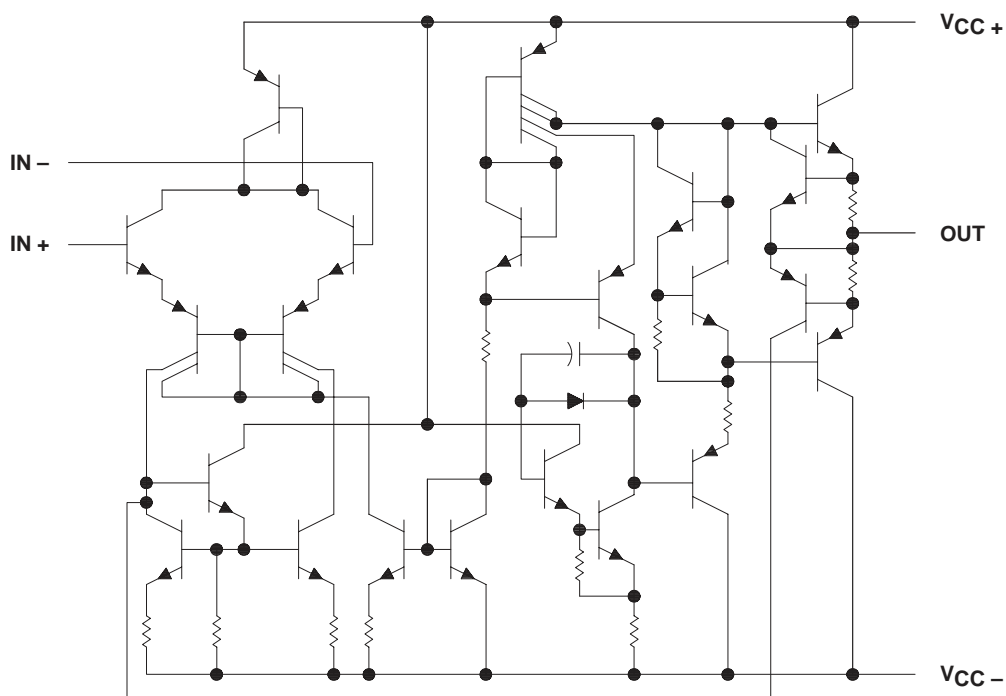 VCC +
IN –
IN +
OUT
VCC –